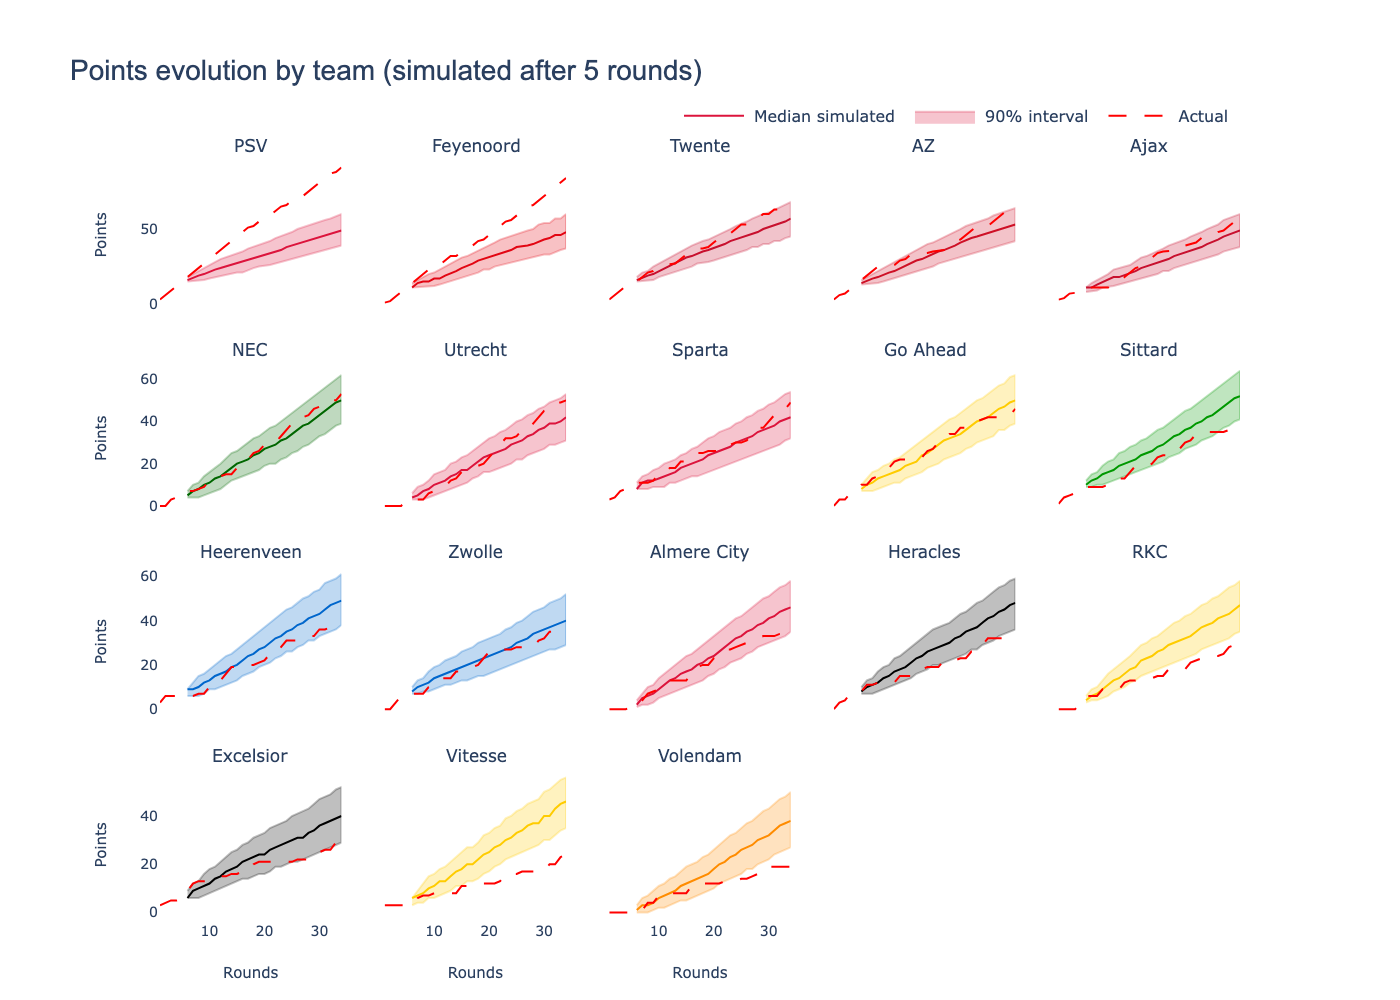 Points evolution by team (simulated after 5 rounds)
Median simulated 90% interval Actual
PSV Feyenoord Twente AZ Ajax
Points
50
0
NEC Utrecht Sparta Go Ahead Sittard
Points
60
40
20
0
Heerenveen Zwolle Almere City Heracles RKC
Points
60
40
20
0
Excelsior Vitesse Volendam
Points
40
20
0
10 20 30 10 20 30 10 20 30
Rounds Rounds Rounds